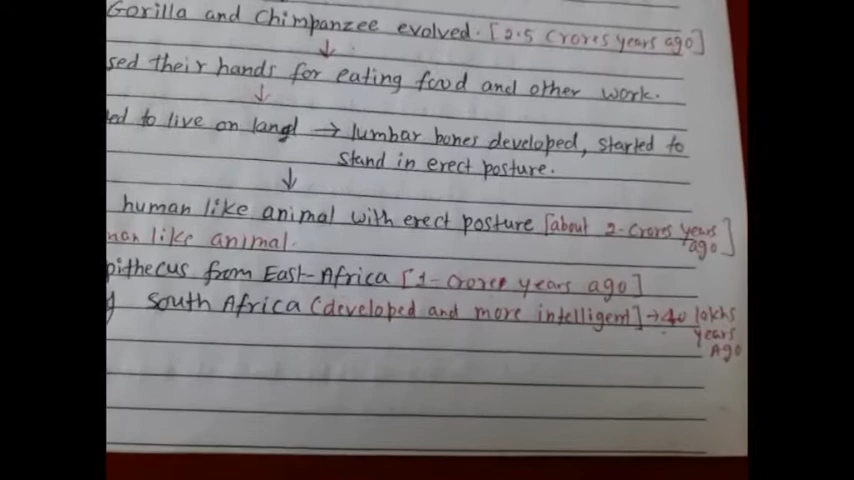 Gorilla and Chimpanzee evolved. [2.5 Crores years ago]
↓
sed their hands for eating food and other work.
↓
ed to live on land → lumbar bones developed, started to
stand in erect posture.
↓
human like animal with erect posture [about 2-crores years ago]
man like animal.
pithecus from East-Africa [1-crores years ago]
South Africa (developed and more intelligent] → 40 lakhs
years
Ago